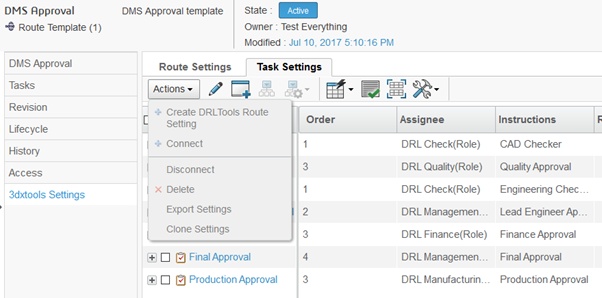 DMS Approval
DMS Approval template
Route Template (1)
State :
Active
Owner : Test Everything
Modified : Jul 10, 2017 5:10:16 PM
DMS Approval
Tasks
Revision
Lifecycle
History
Access
3dxtools Settings
Route Settings
Task Settings
Actions
Create DRLTools Route
Setting
Connect
Disconnect
Delete
Export Settings
Clone Settings
Order Assignee Instructions R
1 DRL Check(Role) CAD Checker
3 DRL Quality(Role) Quality Approval
1 DRL Check(Role) Engineering Chec...
2 DRL Managemen... Lead Engineer Ap...
3 DRL Finance(Role) Finance Approval
Final Approval 4 DRL Managemen... Final Approval
Production Approval 3 DRL Manufacturin... Production Approval